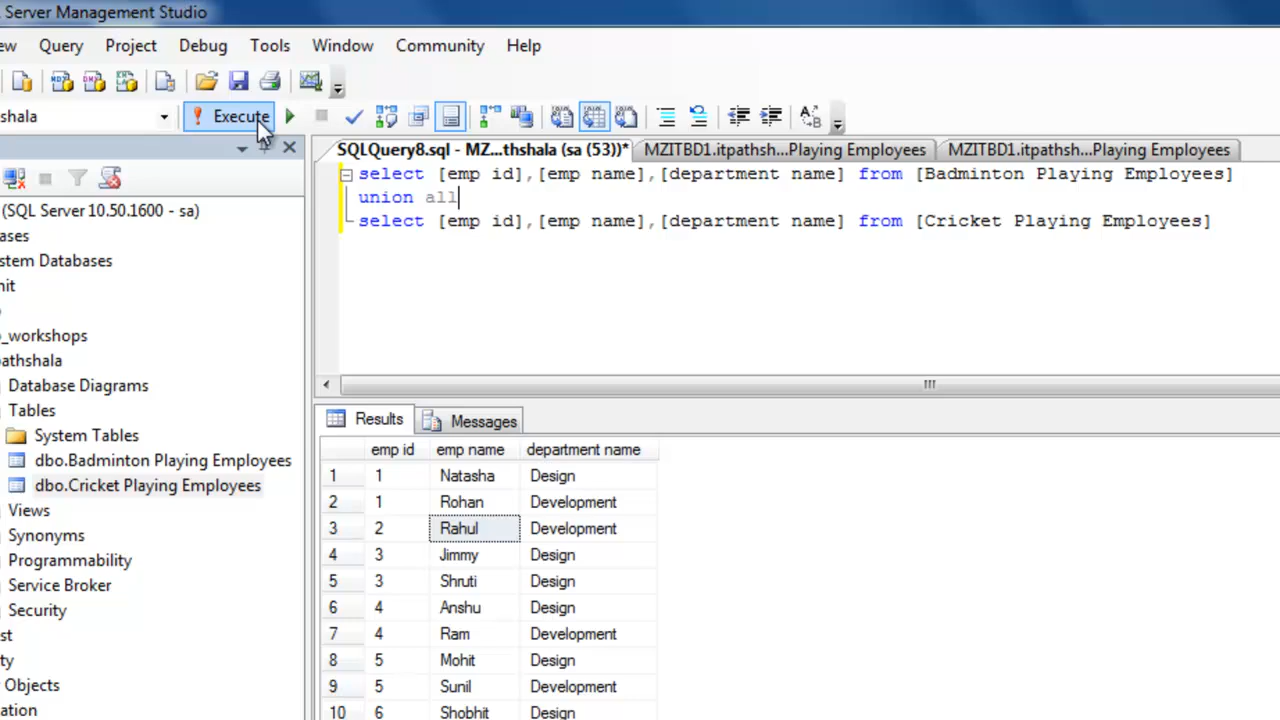 Server Management Studio
ew Query Project Debug Tools Window Community Help
shala Execute
SQLQuery8.sql - MZ...thshala (sa (53))* MZITBD1.itpathsh...Playing Employees MZITBD1.itpathsh...Playing Employees
select [emp id],[emp name],[department name] from [Badminton Playing Employees]
union all
select [emp id],[emp name],[department name] from [Cricket Playing Employees]
(SQL Server 10.50.1600 - sa)
ases
stem Databases
nit
_workshops
athshala
Database Diagrams
Tables
System Tables
dbo.Badminton Playing Employees
dbo.Cricket Playing Employees
Views
Synonyms
Programmability
Service Broker
Security
st
ty
Objects
ation
Results Messages
emp id emp name department name
1 1 Natasha Design
2 1 Rohan Development
3 2 Rahul Development
4 3 Jimmy Design
5 3 Shruti Design
6 4 Anshu Design
7 4 Ram Development
8 5 Mohit Design
9 5 Sunil Development
10 6 Shobhit Design